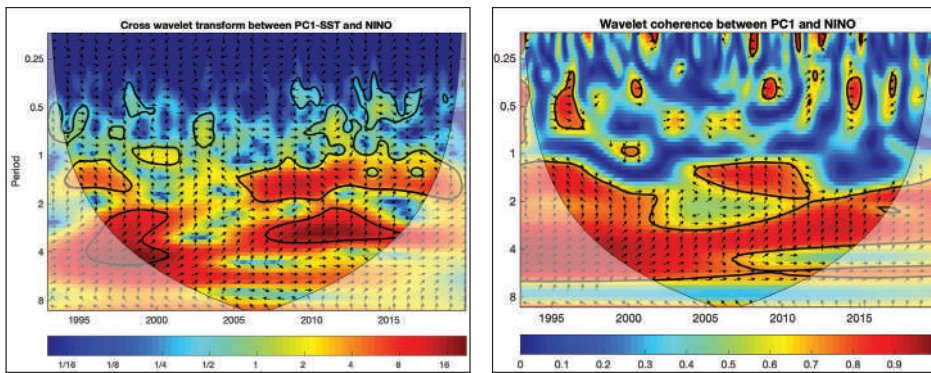 Cross wavelet transform between PC1-SST and NINO
0.25
0.5
1
2
4
8
Period
1995 2000 2005 2010 2015
1/16 1/8 1/4 1/2 1 2 4 8 16
Wavelet coherence between PC1 and NINO
0.25
0.5
1
2
4
8
1995 2000 2005 2010 2015
0 0.1 0.2 0.3 0.4 0.5 0.6 0.7 0.8 0.9